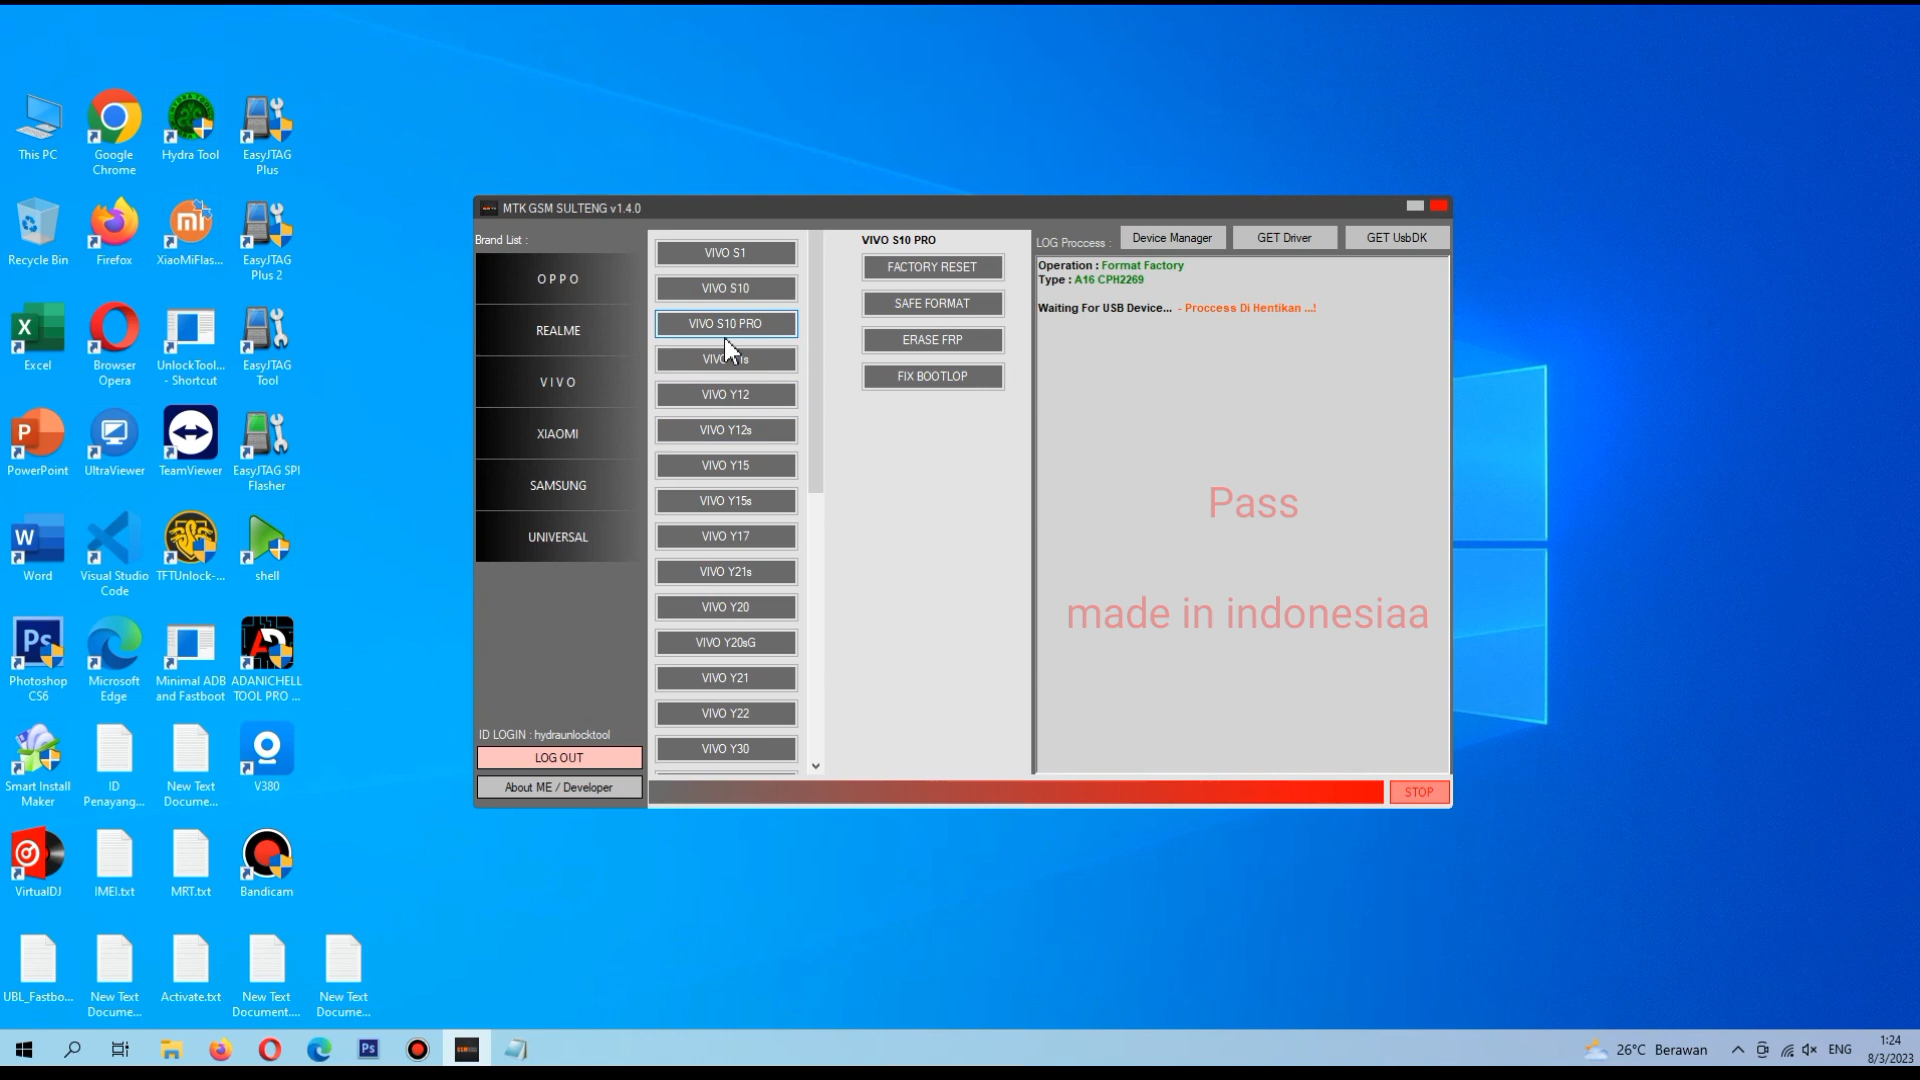 This PC
Google
Chrome
Hydra Tool
EasyJTAG
Plus
Recycle Bin
Firefox
XiaoMiFlas...
EasyJTAG
Plus 2
Excel
Browser
Opera
UnlockTool...
- Shortcut
EasyJTAG
Tool
PowerPoint
UltraViewer
TeamViewer
EasyJTAG SPI
Flasher
Word
Visual Studio
Code
TFTUnlock-...
shell
Photoshop
CS6
Microsoft
Edge
Minimal ADB
and Fastboot
ADANICHELL
TOOL PRO ...
Smart Install
Maker
ID
Penayang...
New Text
Docume...
V380
VirtualDJ
IMEI.txt
MRT.txt
Bandicam
UBL_Fastbo...
New Text
Docume...
Activate.txt
New Text
Document....
New Text
Docume...
MTK GSM SULTENG v1.4.0
Brand List :
OPPO
REALME
VIVO
XIAOMI
SAMSUNG
UNIVERSAL
ID LOGIN : hydraunlocktool
LOG OUT
About ME / Developer
VIVO S1
VIVO S10
VIVO S10 PRO
VIVO Y12
VIVO Y12s
VIVO Y15
VIVO Y15s
VIVO Y17
VIVO Y21s
VIVO Y20
VIVO Y20sG
VIVO Y21
VIVO Y22
VIVO Y30
VIVO S10 PRO
FACTORY RESET
SAFE FORMAT
ERASE FRP
FIX BOOTLOP
LOG Proccess :
Device Manager
GET Driver
GET UsbDK
Operation : Format Factory
Type : A16 CPH2269
Waiting For USB Device... - Proccess Di Hentikan ...!
Pass
made in indonesiaa
STOP
26°C Berawan
ENG
1:24
8/3/2023